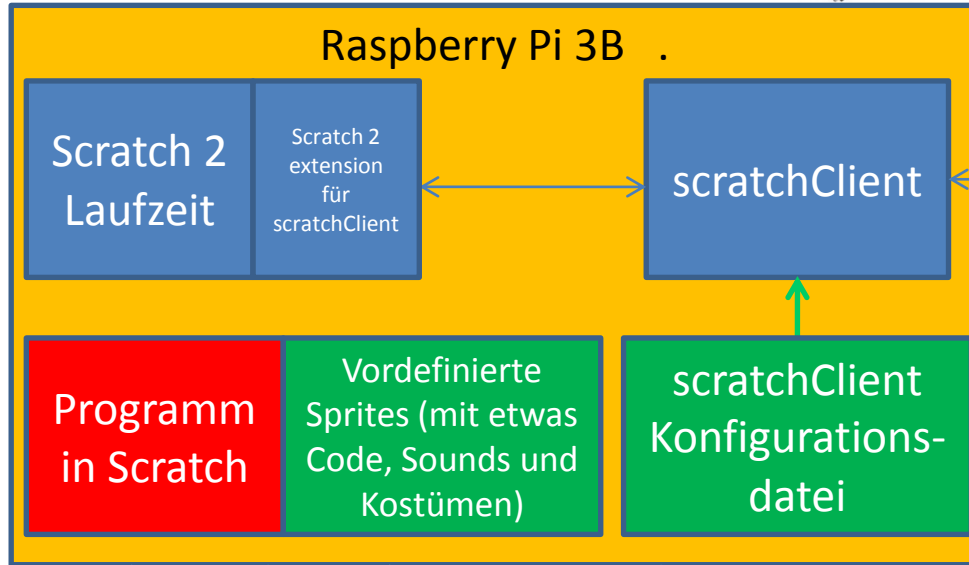 Raspberry Pi 3B .
Scratch 2
Laufzeit
Scratch 2
extension
für
scratchClient
scratchClient
Programm
in Scratch
Vordefinierte
Sprites (mit etwas
Code, Sounds und
Kostümen)
scratchClient
Konfigurations-
datei